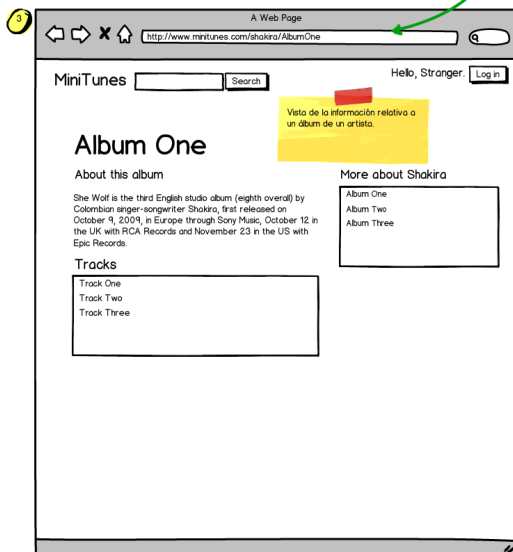 3
A Web Page
http://www.minitunes.com/shakira/AlbumOne
MiniTunes
Search
Hello, Stranger.
Log in
Vista de la información relativa a
un álbum de un artista.
Album One
About this album
She Wolf is the third English studio album (eighth overall) by
Colombian singer-songwriter Shakira, first released on
October 9, 2009, in Europe through Sony Music, October 12 in
the UK with RCA Records and November 23 in the US with
Epic Records.
More about Shakira
Album One
Album Two
Album Three
Tracks
Track One
Track Two
Track Three